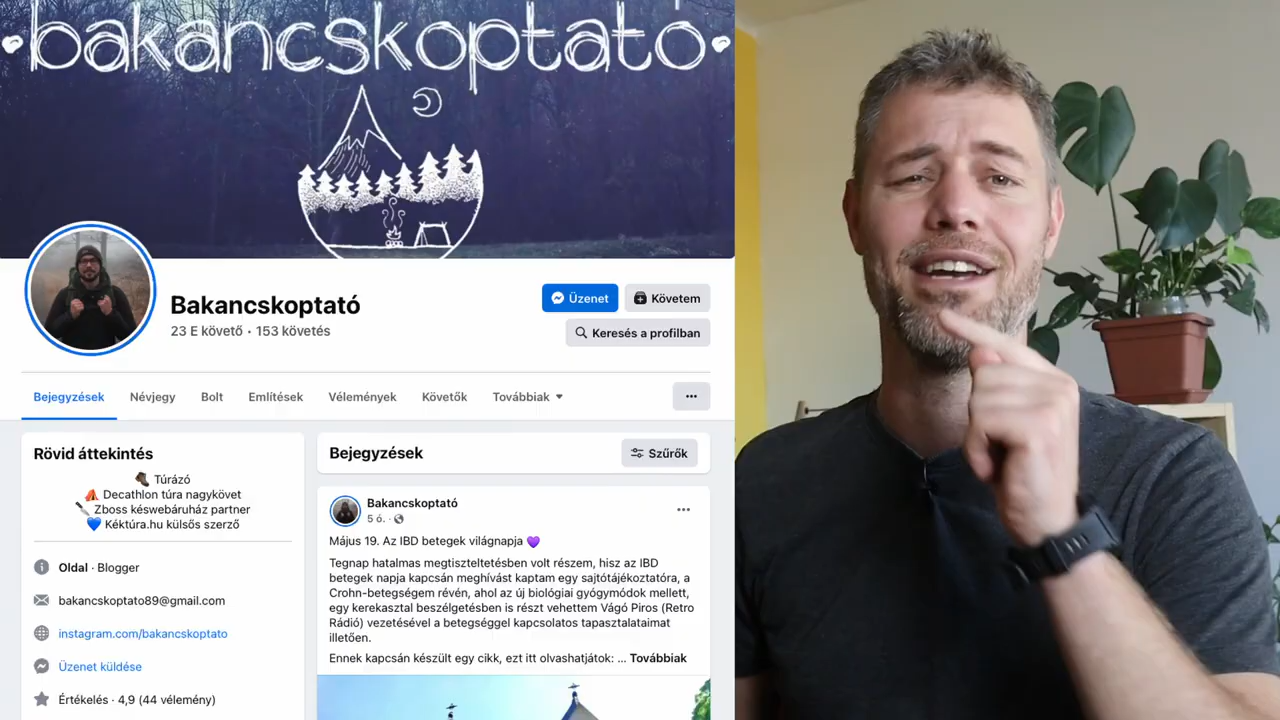 bakancskoptató
Bakancskoptató
23 E követő · 153 követés
Üzenet
Követem
Keresés a profilban
Bejegyzések
Névjegy
Bolt
Említések
Vélemények
Követők
Továbbiak
Rövid áttekintés
🥾 Túrázó
⛺ Decathlon túra nagykövet
🔪 Zboss késwebáruház partner
💙 Kéktúra.hu külsős szerző
Oldal · Blogger
bakancskoptato89@gmail.com
instagram.com/bakancskoptato
Üzenet küldése
Értékelés · 4,9 (44 vélemény)
Bejegyzések
Szűrők
Bakancskoptató
5 ó. ·
Május 19. Az IBD betegek világnapja 💜
Tegnap hatalmas megtiszteltetésben volt részem, hisz az IBD
betegek napja kapcsán meghívást kaptam egy sajtótájékoztatóra, a
Crohn-betegségem révén, ahol az új biológiai gyógymódok mellett,
egy kerekasztal beszélgetésben is részt vehettem Vágó Piros (Retro
Rádió) vezetésével a betegséggel kapcsolatos tapasztalataimat
illetően.
Ennek kapcsán készült egy cikk, ezt itt olvashatjátok: ... Továbbiak